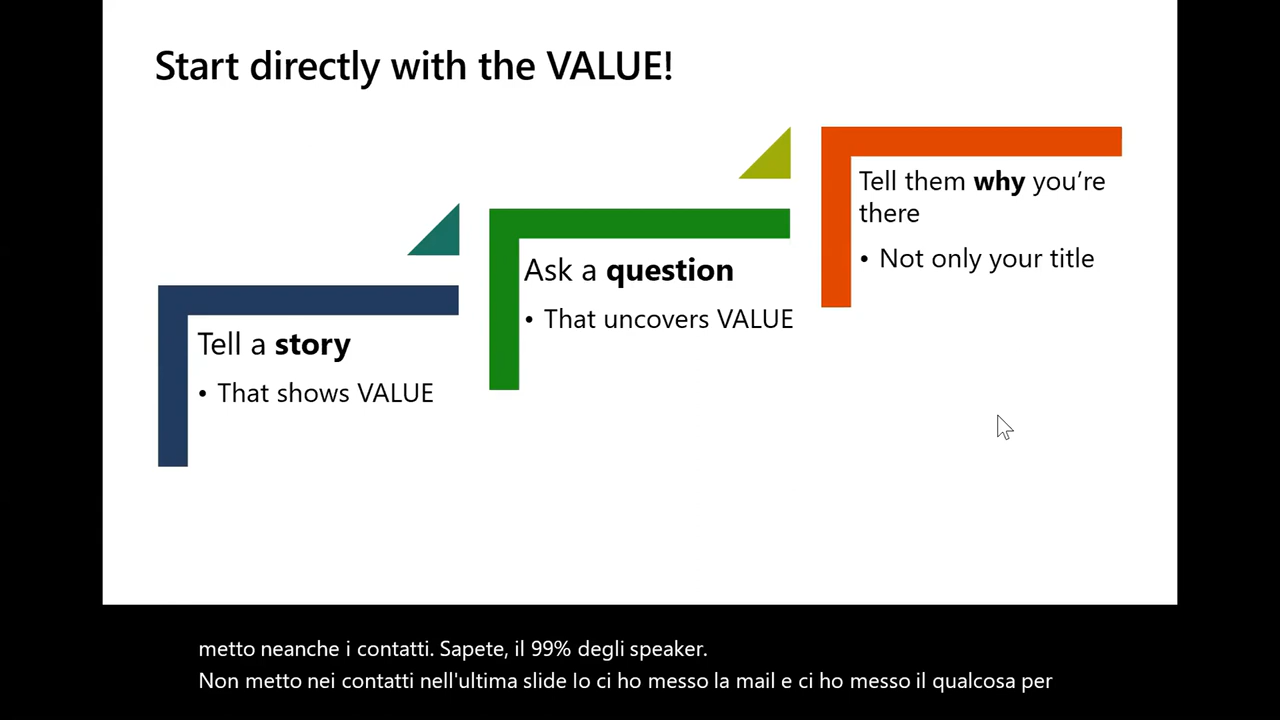 Start directly with the VALUE!
Tell a story
• That shows VALUE
Ask a question
• That uncovers VALUE
Tell them why you’re
there
• Not only your title
metto neanche i contatti. Sapete, il 99% degli speaker.
Non metto nei contatti nell'ultima slide Io ci ho messo la mail e ci ho messo il qualcosa per